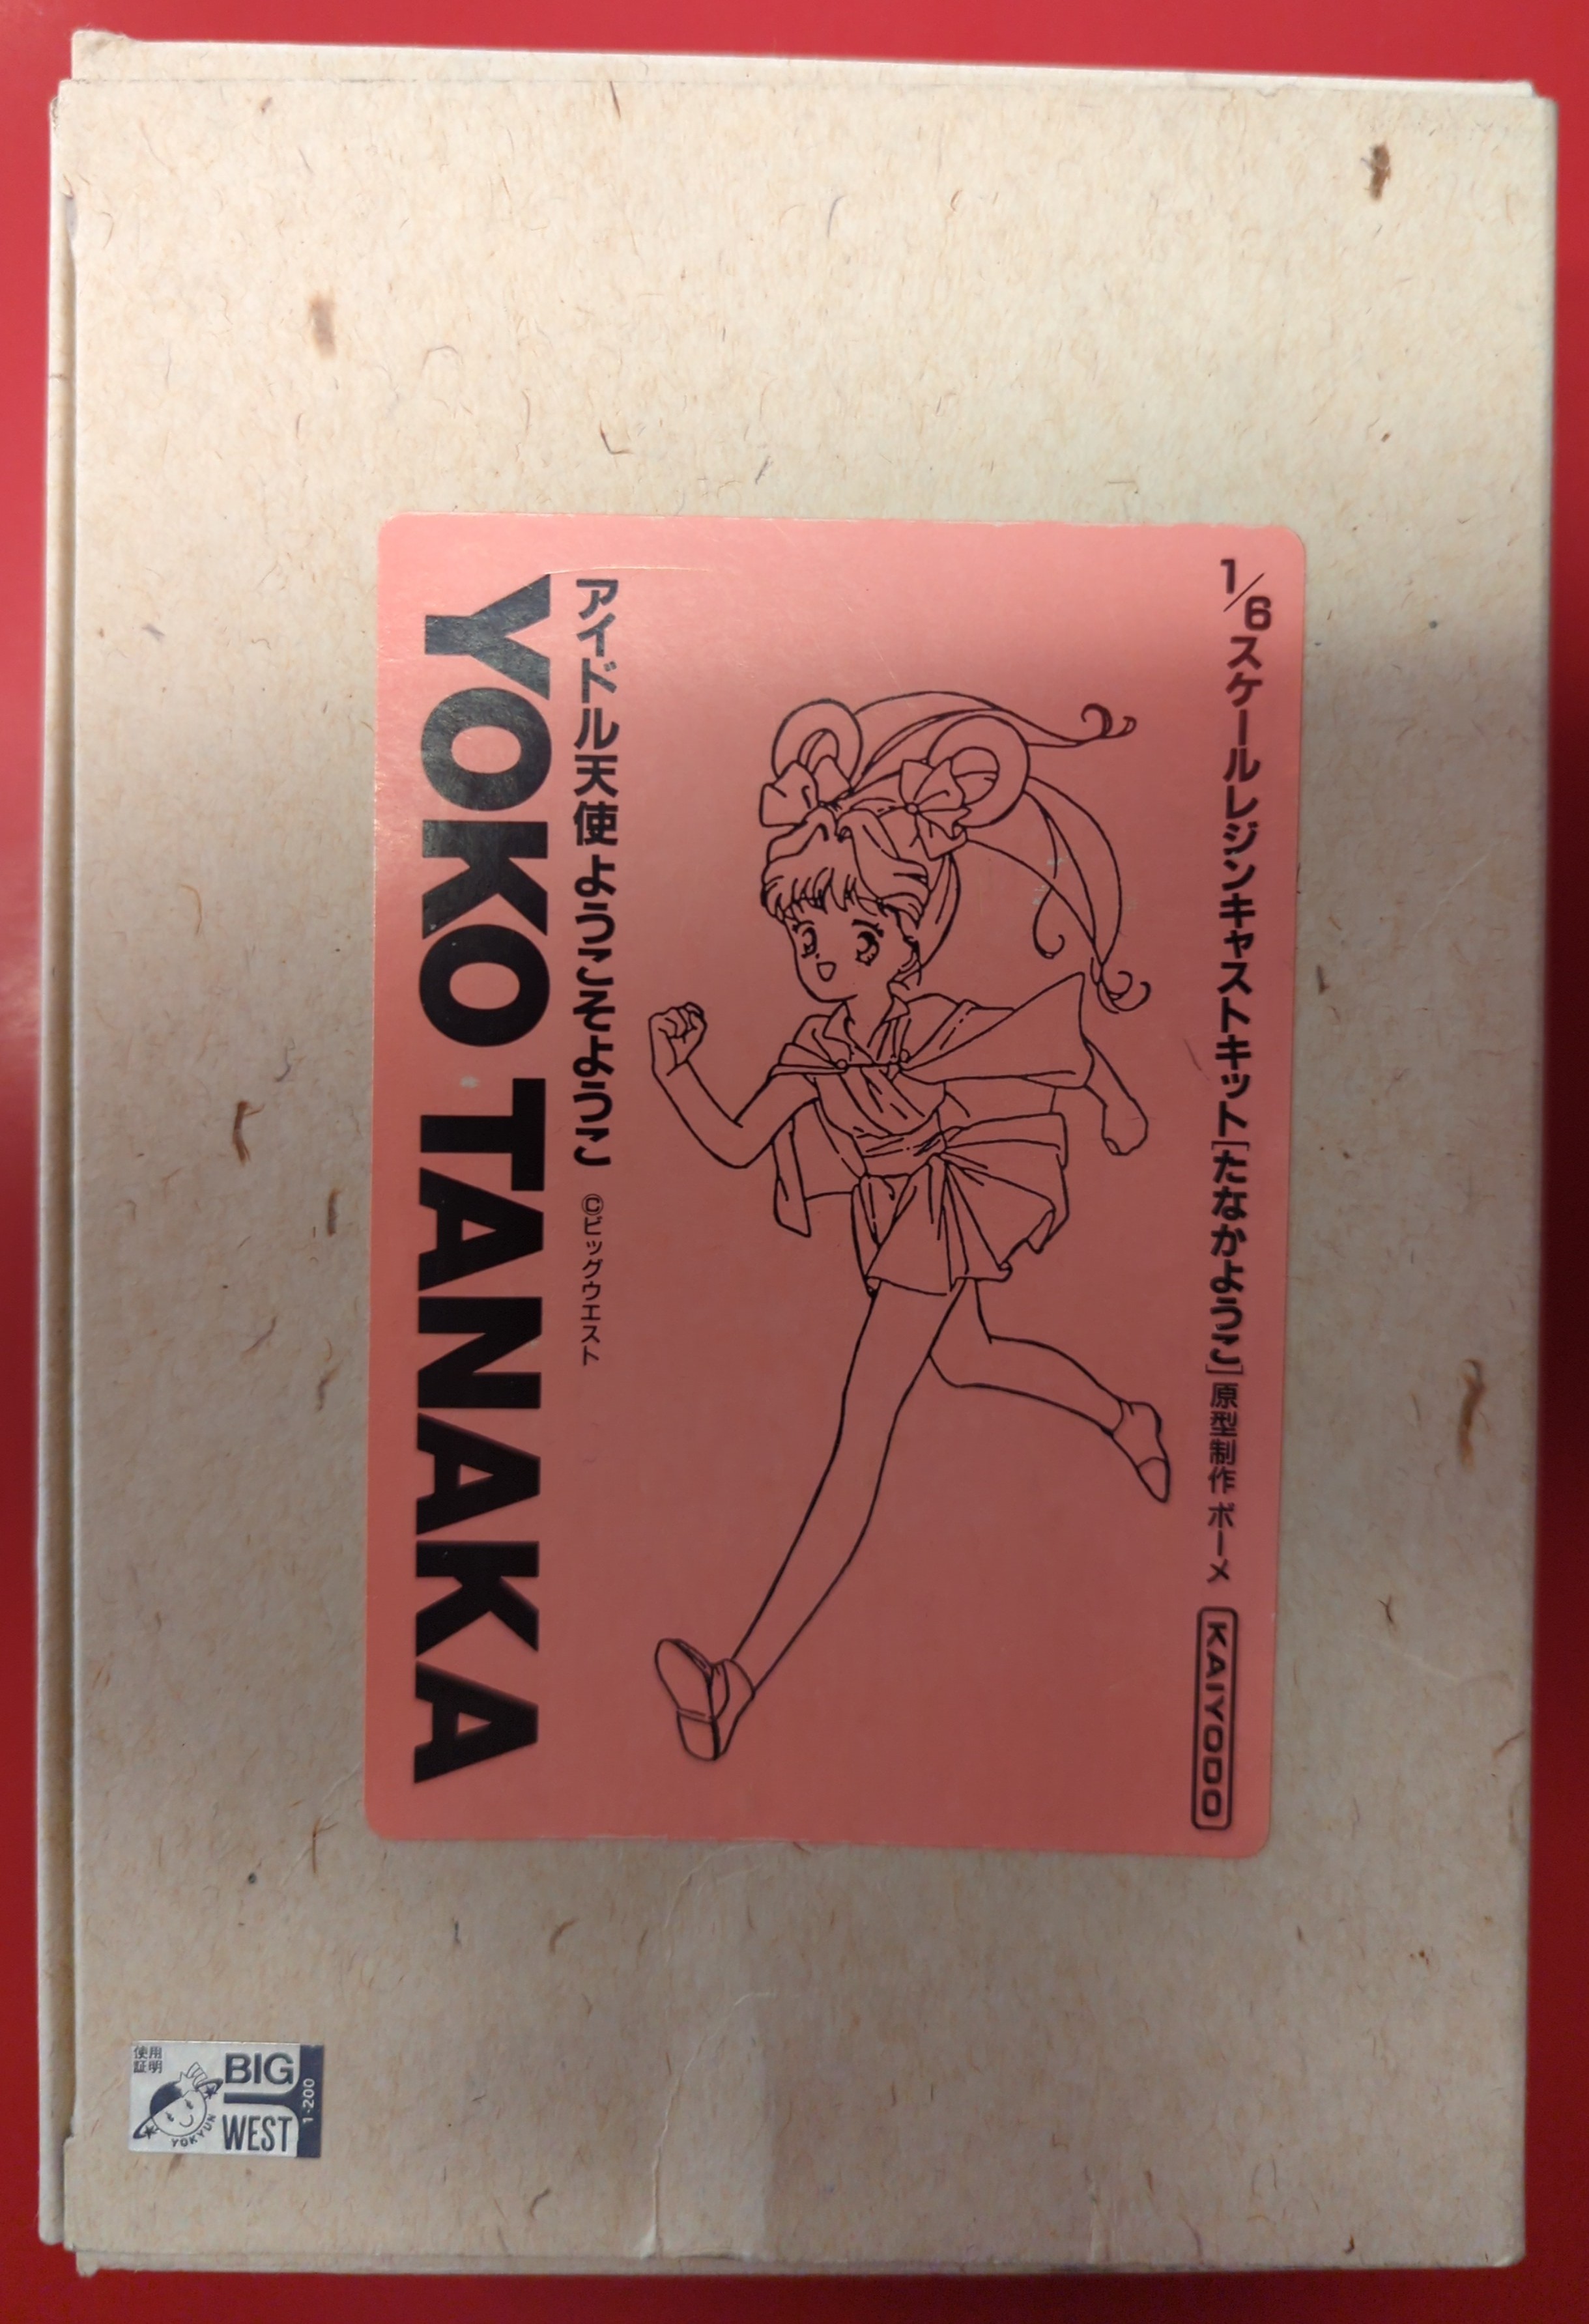 1/6スケールレジンキャストキット[たなかようこ]原型制作 ボーメ KAIYODO
アイドル天使ようこそようこ ©ビッグウエスト
YOKO TANAKA
使用
証明
YOKYUN
BIG
WEST
1-200